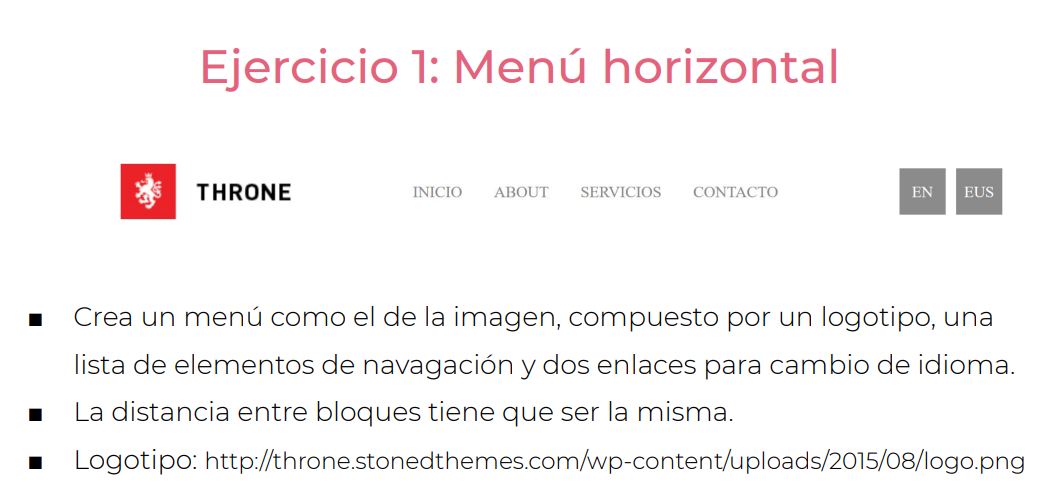 Ejercicio 1: Menú horizontal
THRONE INICIO ABOUT SERVICIOS CONTACTO EN EUS
▪ Crea un menú como el de la imagen, compuesto por un logotipo, una
lista de elementos de navagación y dos enlaces para cambio de idioma.
▪ La distancia entre bloques tiene que ser la misma.
▪ Logotipo: http://throne.stonedthemes.com/wp-content/uploads/2015/08/logo.png